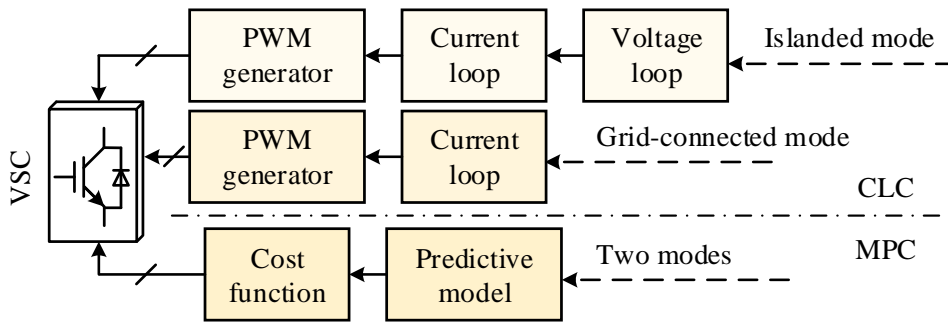 PWM
generator
Current
loop
Voltage
loop
Islanded mode
VSC
PWM
generator
Current
loop
Grid-connected mode
CLC
MPC
Cost
function
Predictive
model
Two modes